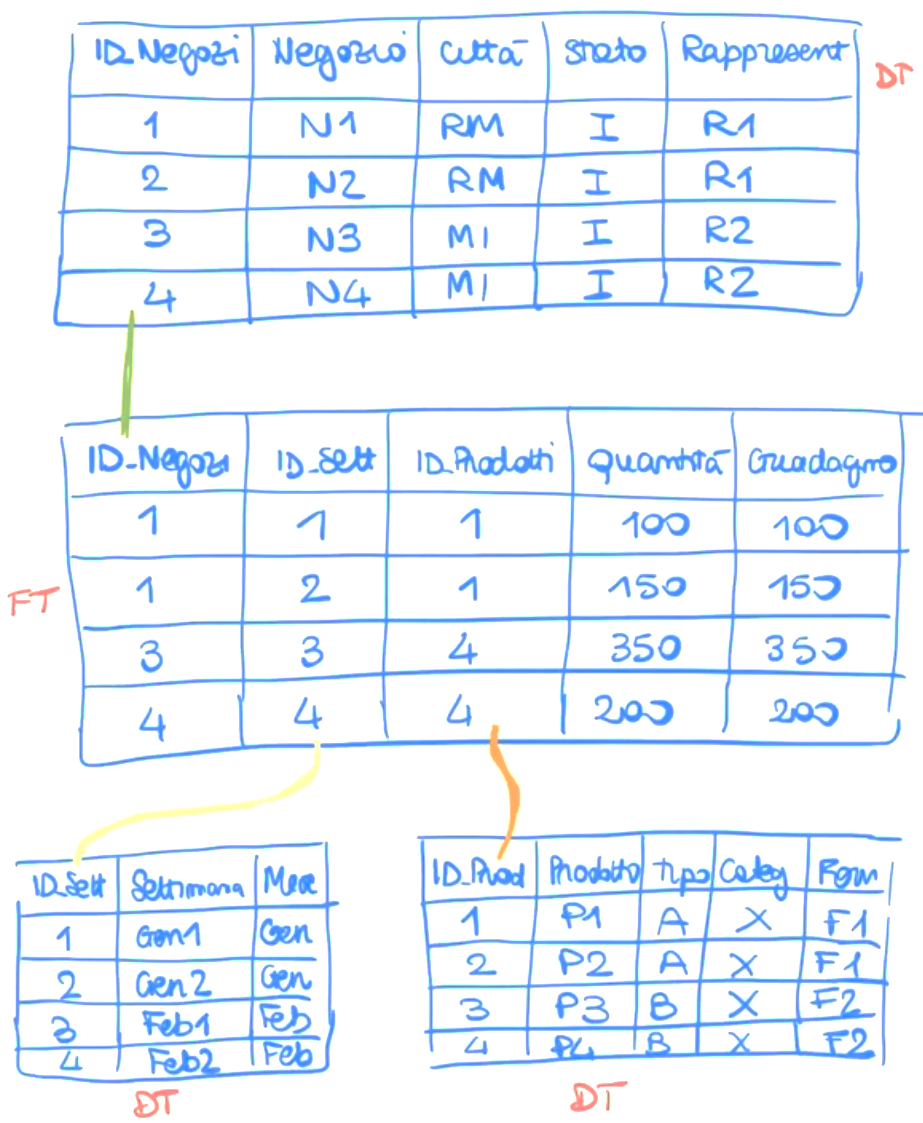 ID_Negozi Negozio Città Stato Rappresent
DT
1 N1 RM I R1
2 N2 RM I R1
3 N3 MI I R2
4 N4 MI I R2
ID_Negozi ID_Sett ID_Prodotti Quantità Guadagno
1 1 1 100 100
FT
1 2 1 150 150
3 3 4 350 350
4 4 4 200 200
ID_Sett Settimana Mese
1 Gen1 Gen
2 Gen2 Gen
3 Feb1 Feb
4 Feb2 Feb
DT
ID_Prod Prodotto Tipo Categ Forn
1 P1 A X F1
2 P2 A X F1
3 P3 B X F2
4 P4 B X F2
DT